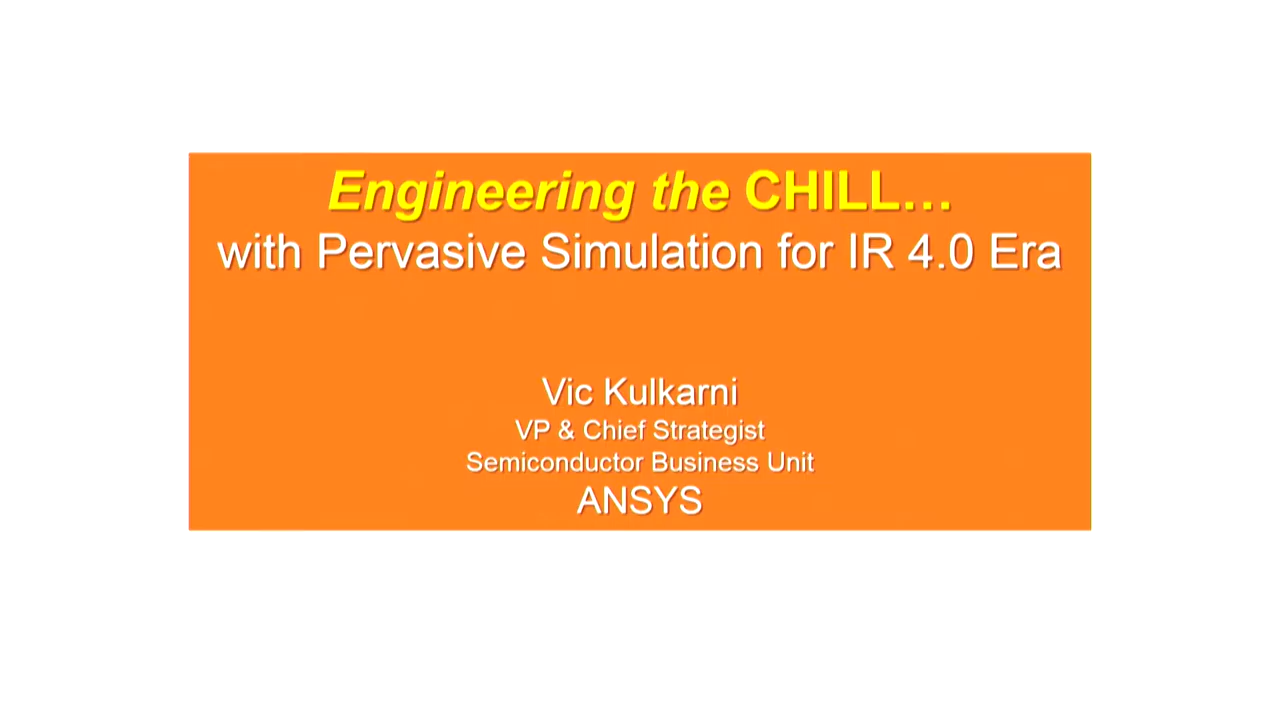 Engineering the CHILL…
with Pervasive Simulation for IR 4.0 Era
Vic Kulkarni
VP & Chief Strategist
Semiconductor Business Unit
ANSYS